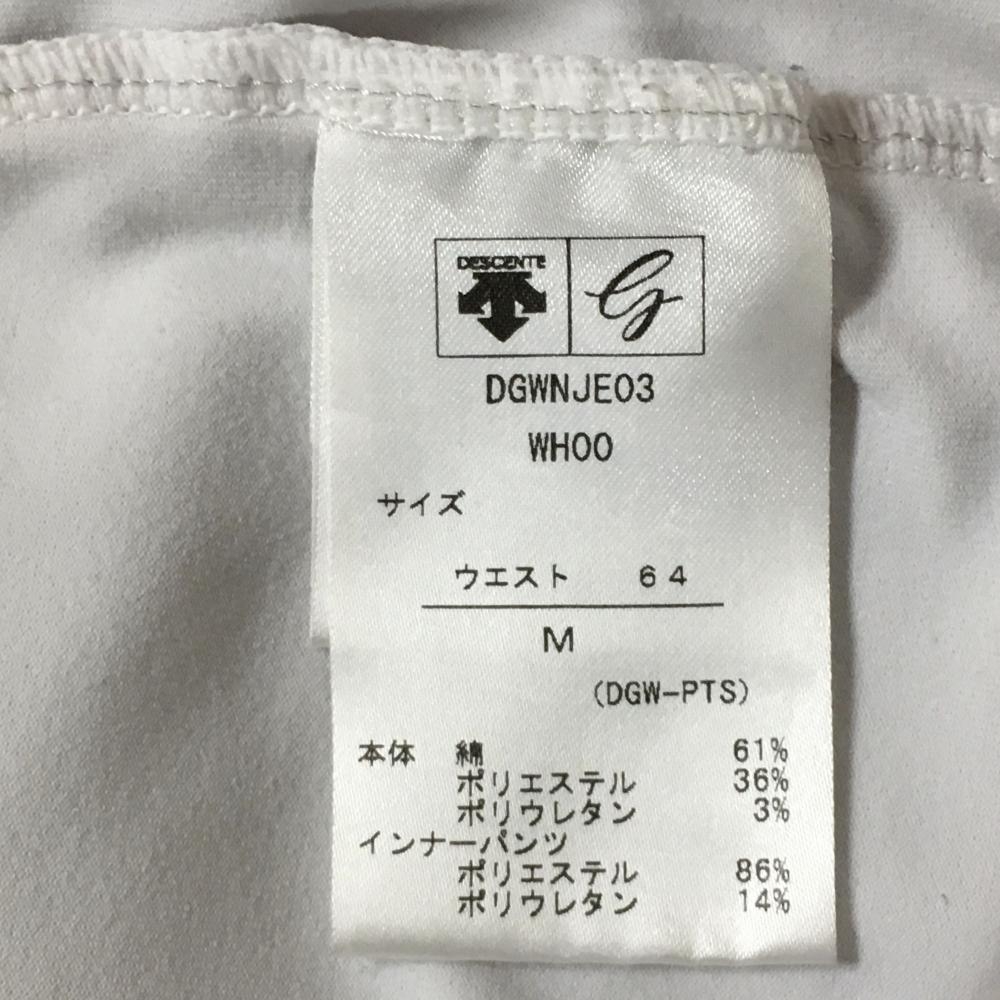 DESCENTE G
DGWNJE03
WH00
サイズ
ウエスト 64
M
(DGW-PTS)
本体 綿 61%
ポリエステル 36%
ポリウレタン 3%
インナーパンツ
ポリエステル 86%
ポリウレタン 14%